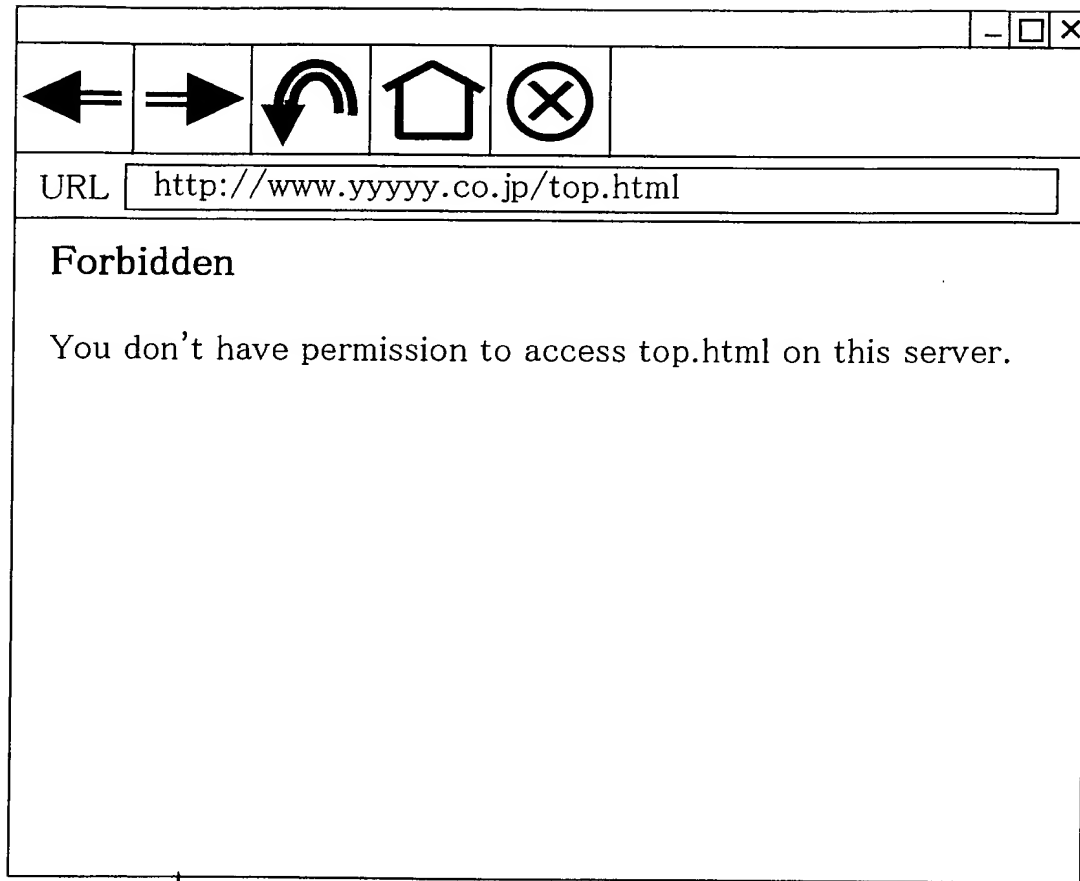 URL http://www.yyyyy.co.jp/top.html
Forbidden
You don't have permission to access top.html on this server.